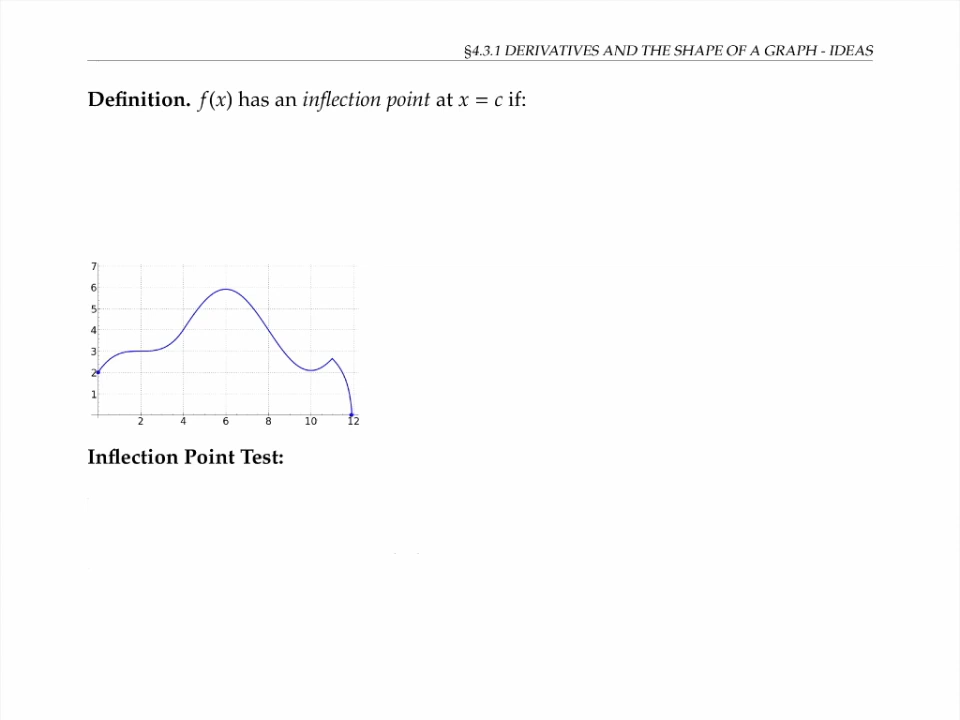 §4.3.1 DERIVATIVES AND THE SHAPE OF A GRAPH - IDEAS
Definition. f(x) has an inflection point at x = c if:
7
6
5
4
3
2
1
2 4 6 8 10 12
Inflection Point Test: